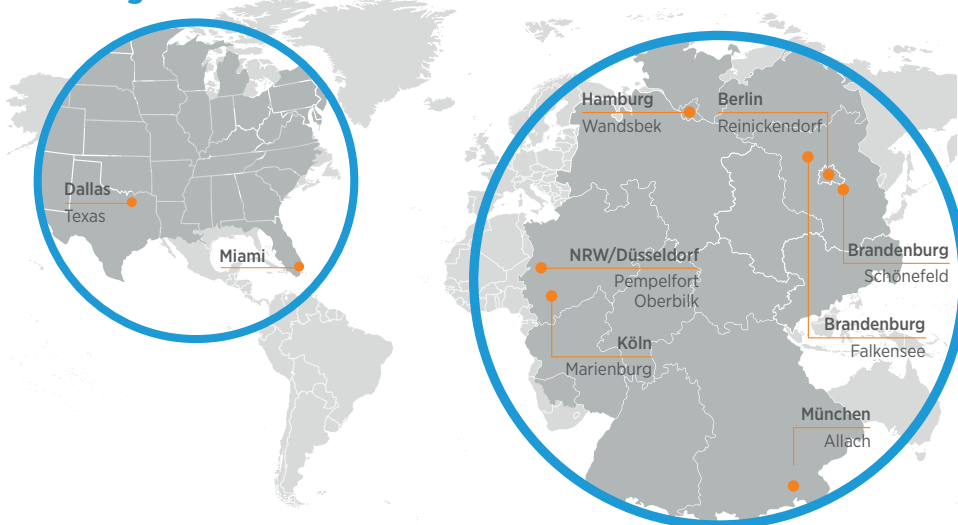 Dallas
Texas
Miami
Hamburg
Wandsbek
Berlin
Reinickendorf
NRW/Düsseldorf
Pempelfort
Oberbilk
Köln
Marienburg
Brandenburg
Schönefeld
Brandenburg
Falkensee
München
Allach